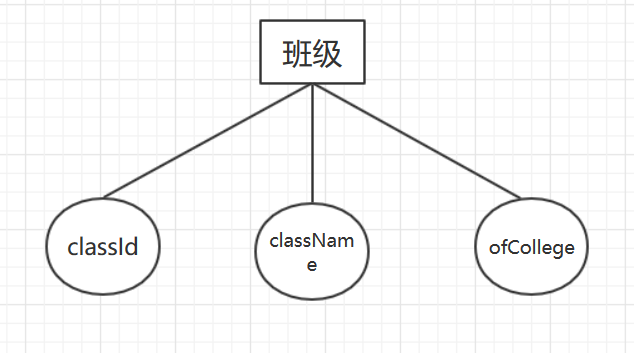 班级
classId
classNam
e
ofCollege